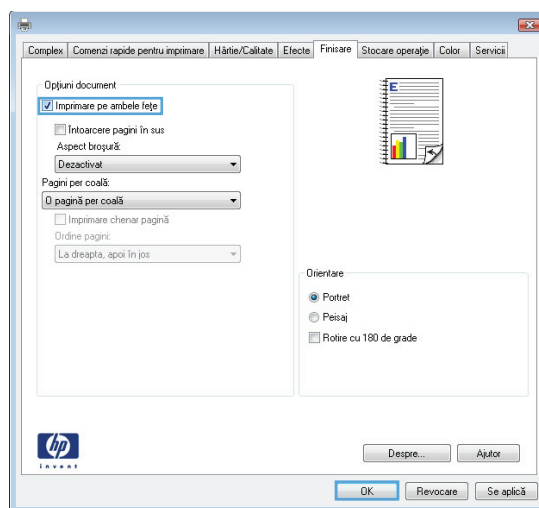 Complex Comenzi rapide pentru imprimare Hârtie/Calitate Efecte Finisare Stocare operaţie Color Servicii
Opţiuni document
Imprimare pe ambele feţe
Întoarcere pagini în sus
Aspect broşură:
Dezactivat
Pagini per coală:
O pagină per coală
Imprimare chenar pagină
Ordine pagini:
La dreapta, apoi în jos
E
Orientare
Portret
Peisaj
Rotire cu 180 de grade
hp
invent
Despre... Ajutor
OK Revocare Se aplică